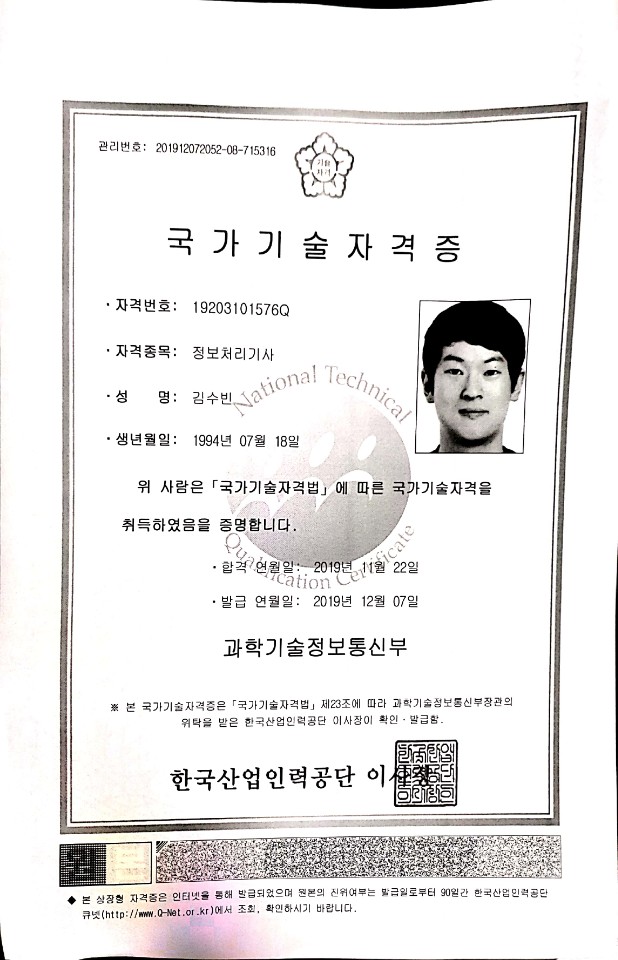 관리번호: 201912072052-08-715316
기술
자격
국가기술자격증
· 자격번호: 19203101576Q
· 자격종목: 정보처리기사
· 성 명: 김수빈
· 생년월일: 1994년 07월 18일
National Technical
Qualification Certificate
위 사람은 「국가기술자격법」에 따른 국가기술자격을
취득하였음을 증명합니다.
· 합격 연월일: 2019년 11월 22일
· 발급 연월일: 2019년 12월 07일
과학기술정보통신부
※ 본 국가기술자격증은 「국가기술자격법」 제23조에 따라 과학기술정보통신부장관의
위탁을 받은 한국산업인력공단 이사장이 확인·발급함.
한국산업인력공단 이사장
◆ 본 상장형 자격증은 인터넷을 통해 발급되었으며 원본의 진위여부는 발급일로부터 90일간 한국산업인력공단
큐넷(http://www.Q-Net.or.kr)에서 조회, 확인하시기 바랍니다.